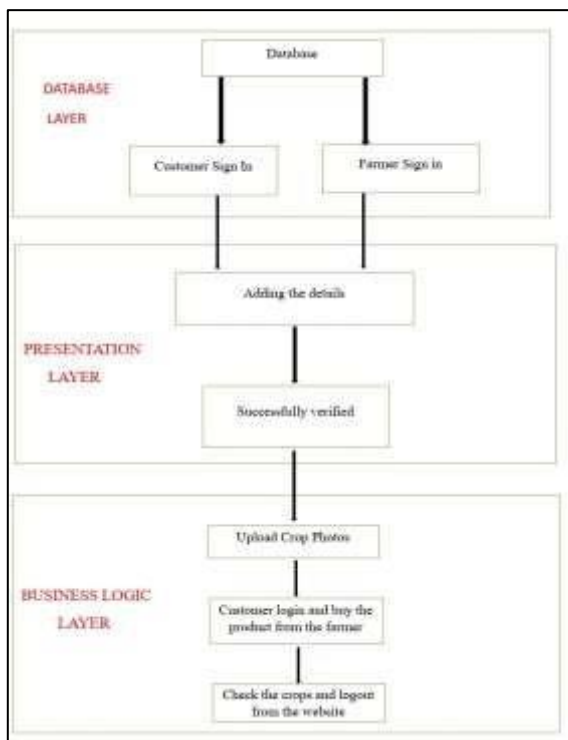 Database
DATABASE
LAYER
Customer Sign In
Farmer Sign in
Adding the details
PRESENTATION
LAYER
Successfully verified
Upload Crop Photos
BUSINESS LOGIC
LAYER
Customer login and buy the
product from the farmer
Check the crops and logout
from the website